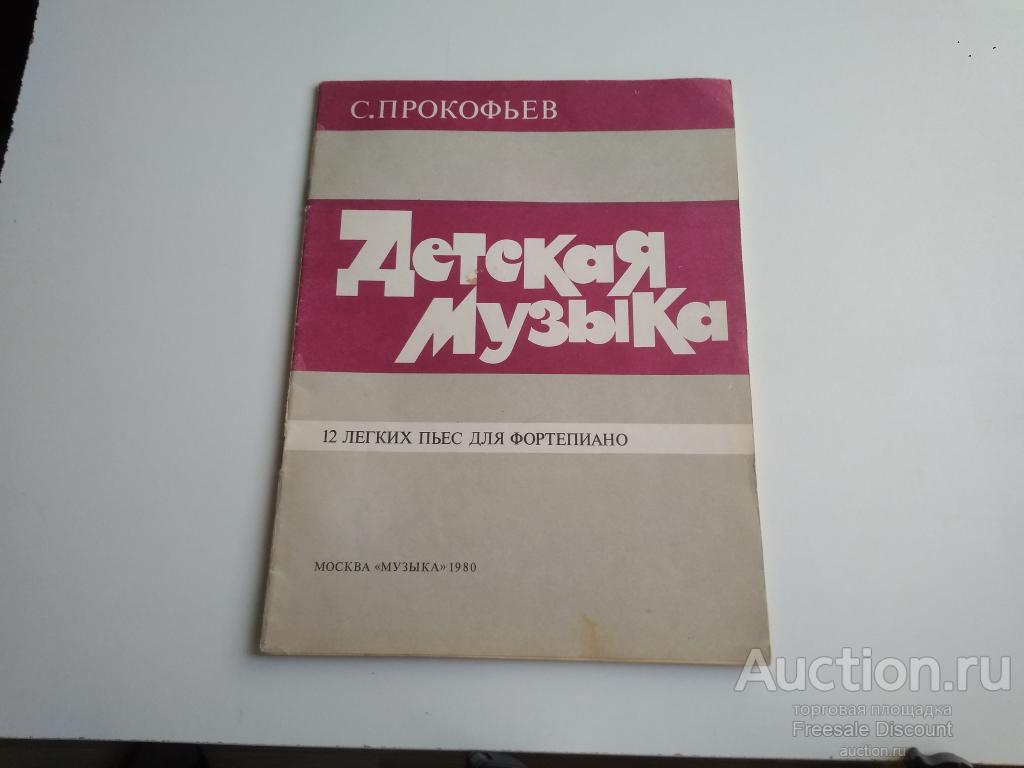 С.ПРОКОФЬЕВ
Детская
музыка
12 ЛЕГКИХ ПЬЕС ДЛЯ ФОРТЕПИАНО
МОСКВА «МУЗЫКА» 1980
Auction.ru
торговая площадка
Freesale Discount
auction.ru